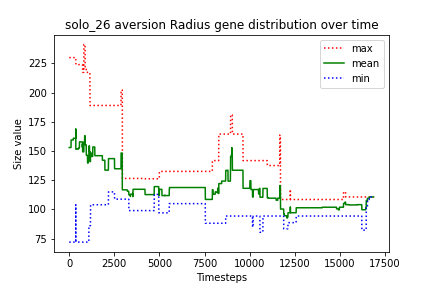 solo_26 aversion Radius gene distribution over time
max
mean
min
Size value
225
200
175
150
125
100
75
0
2500
5000
7500
10000
12500
15000
17500
Timesteps